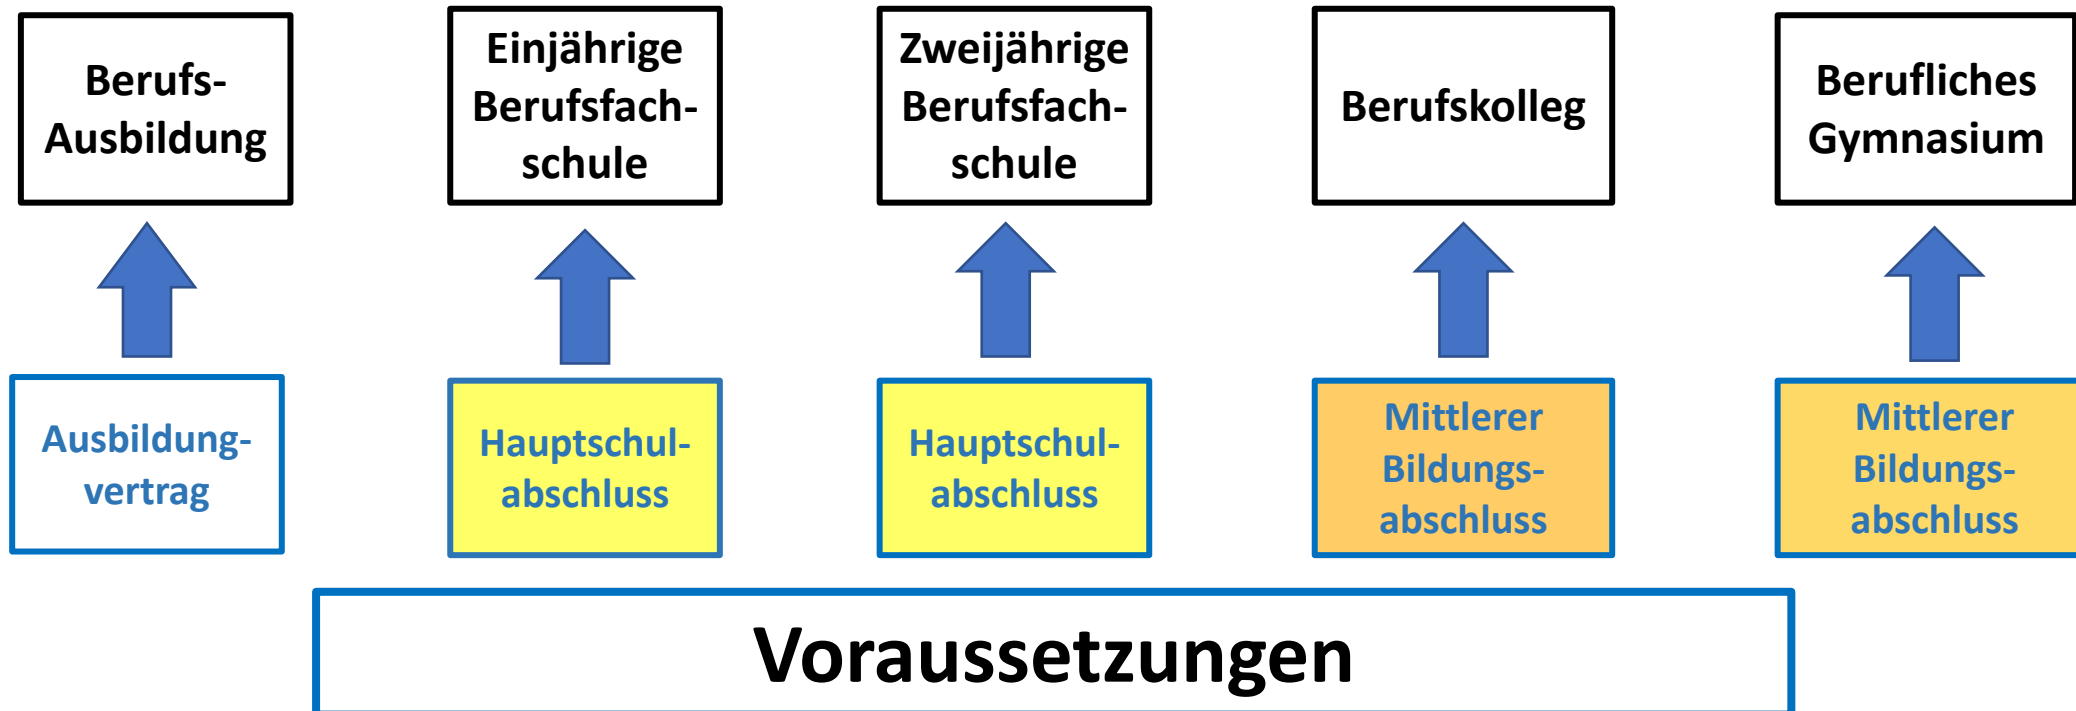 Berufs-
Ausbildung
Einjährige
Berufsfach-
schule
Zweijährige
Berufsfach-
schule
Berufskolleg
Berufliches
Gymnasium
Ausbildung-
vertrag
Hauptschul-
abschluss
Hauptschul-
abschluss
Mittlerer
Bildungs-
abschluss
Mittlerer
Bildungs-
abschluss
Voraussetzungen